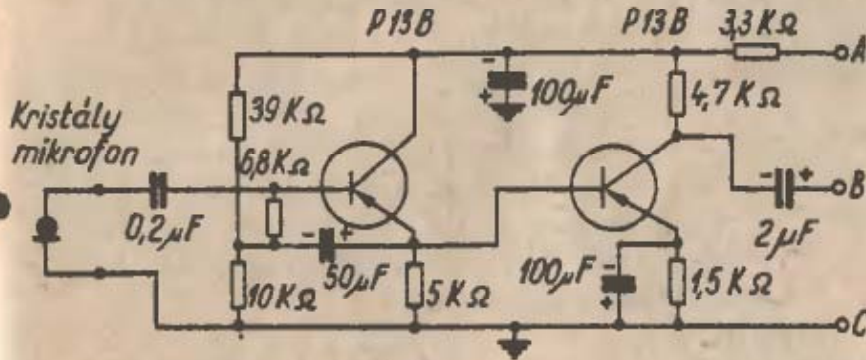 P13B
P13B
3,3 KΩ
A
39 KΩ
100µF
4,7 KΩ
Kristály
mikrofon
6,8 KΩ
B
0,2µF
2µF
50µF
100µF
10 KΩ
5 KΩ
1,5 KΩ
C